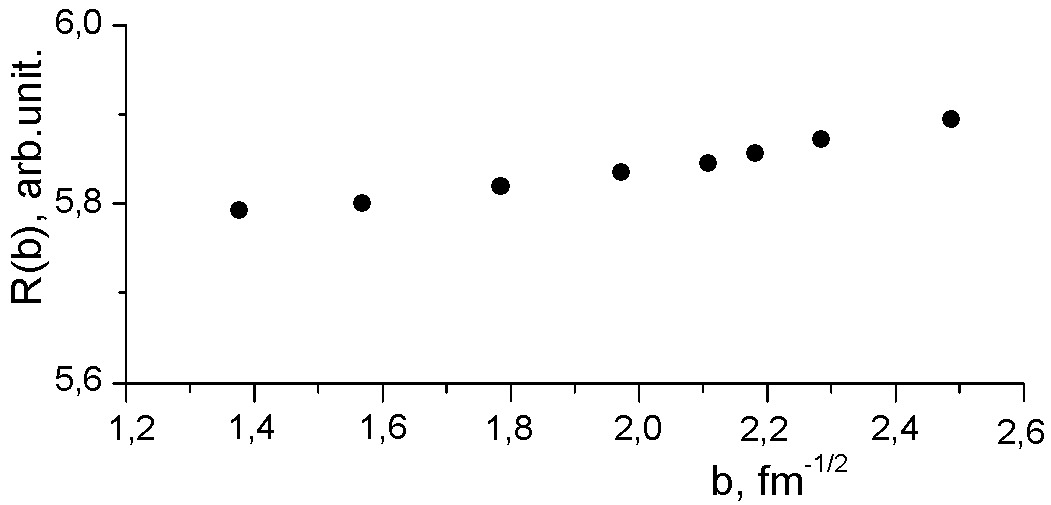 6,0
5,8
5,6
R(b), arb.unit.
1,2 1,4 1,6 1,8 2,0 2,2 2,4 2,6
b, fm-1/2